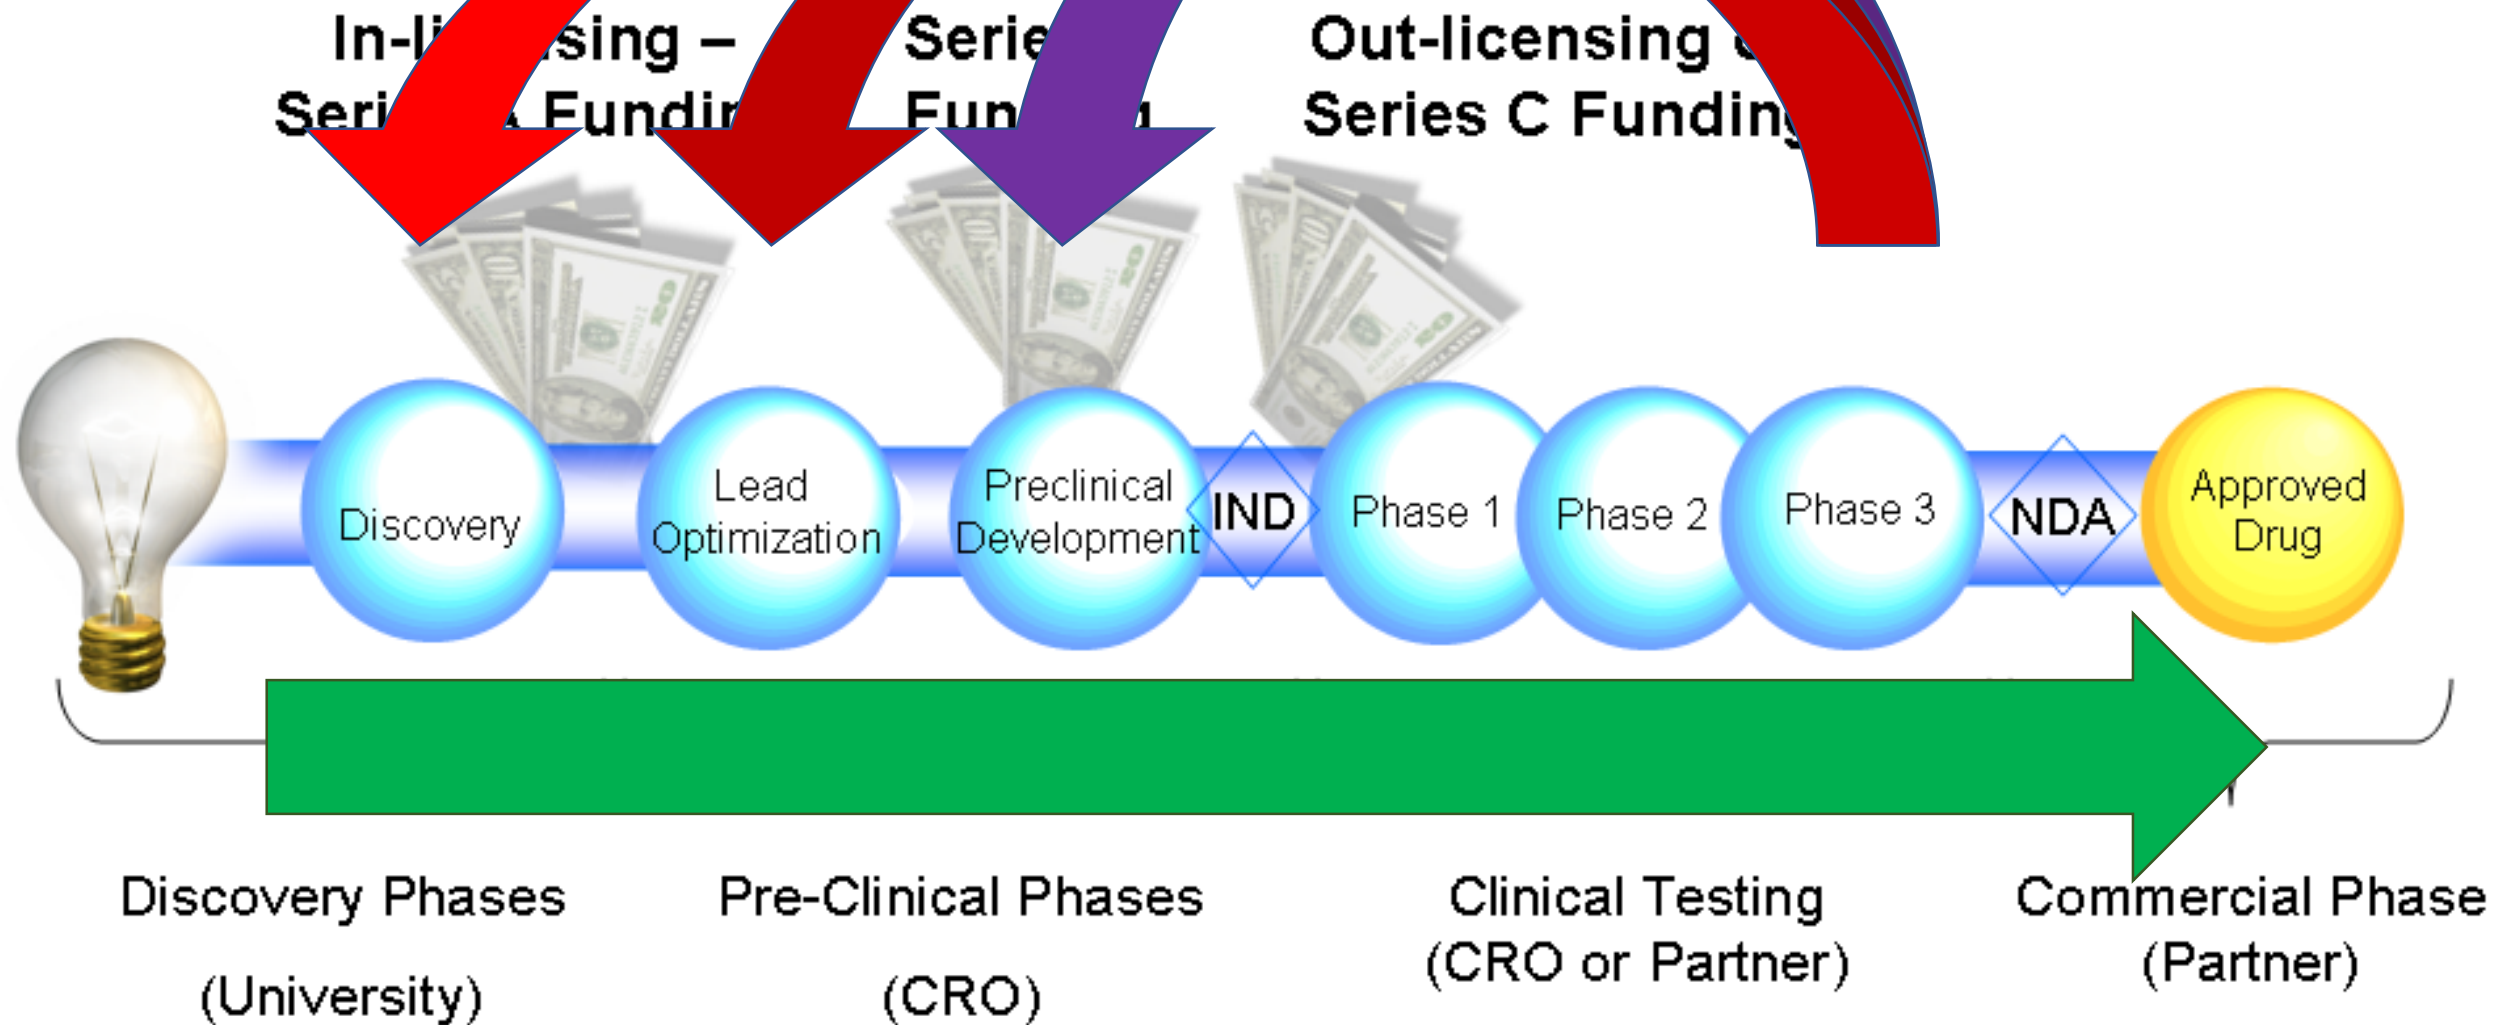 In-li sing –
Seri A Fundin
Serie
Fun g
Out-licensing
Series C Funding
Discovery
Lead
Optimization
Preclinical
Development
IND
Phase 1
Phase 2
Phase 3
NDA
Approved
Drug
Discovery Phases
(University)
Pre-Clinical Phases
(CRO)
Clinical Testing
(CRO or Partner)
Commercial Phase
(Partner)